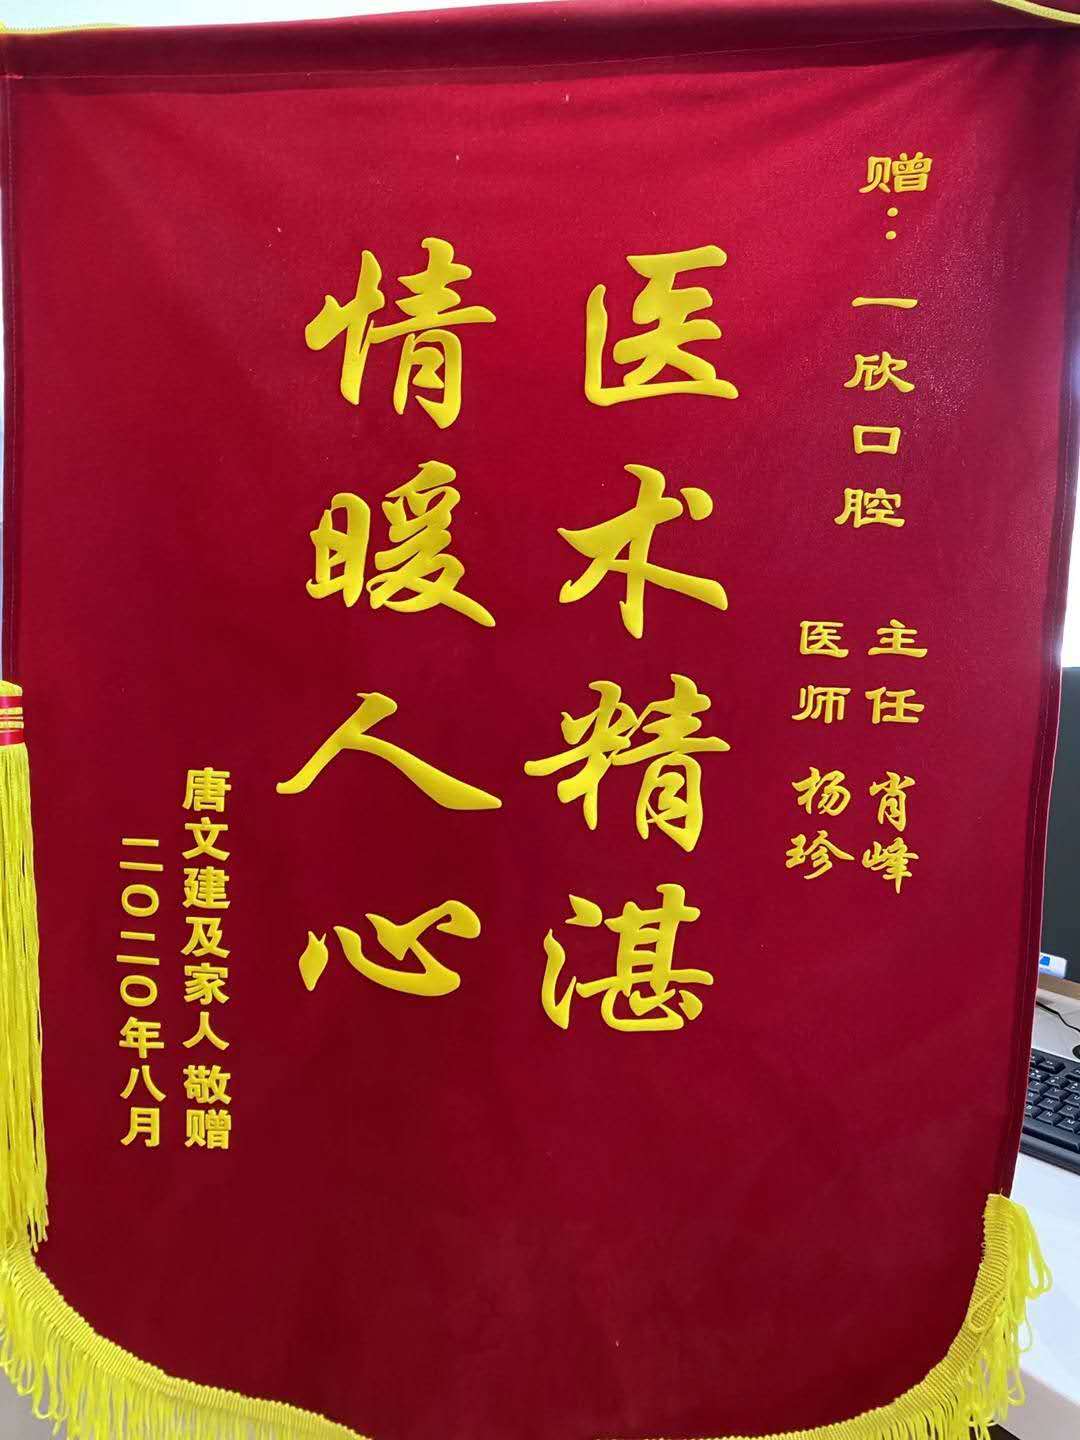 赠：一欣口腔
主任 肖峰
医师 杨珍
医术精湛
情暖人心
唐文建及家人 敬赠
二〇二〇年八月